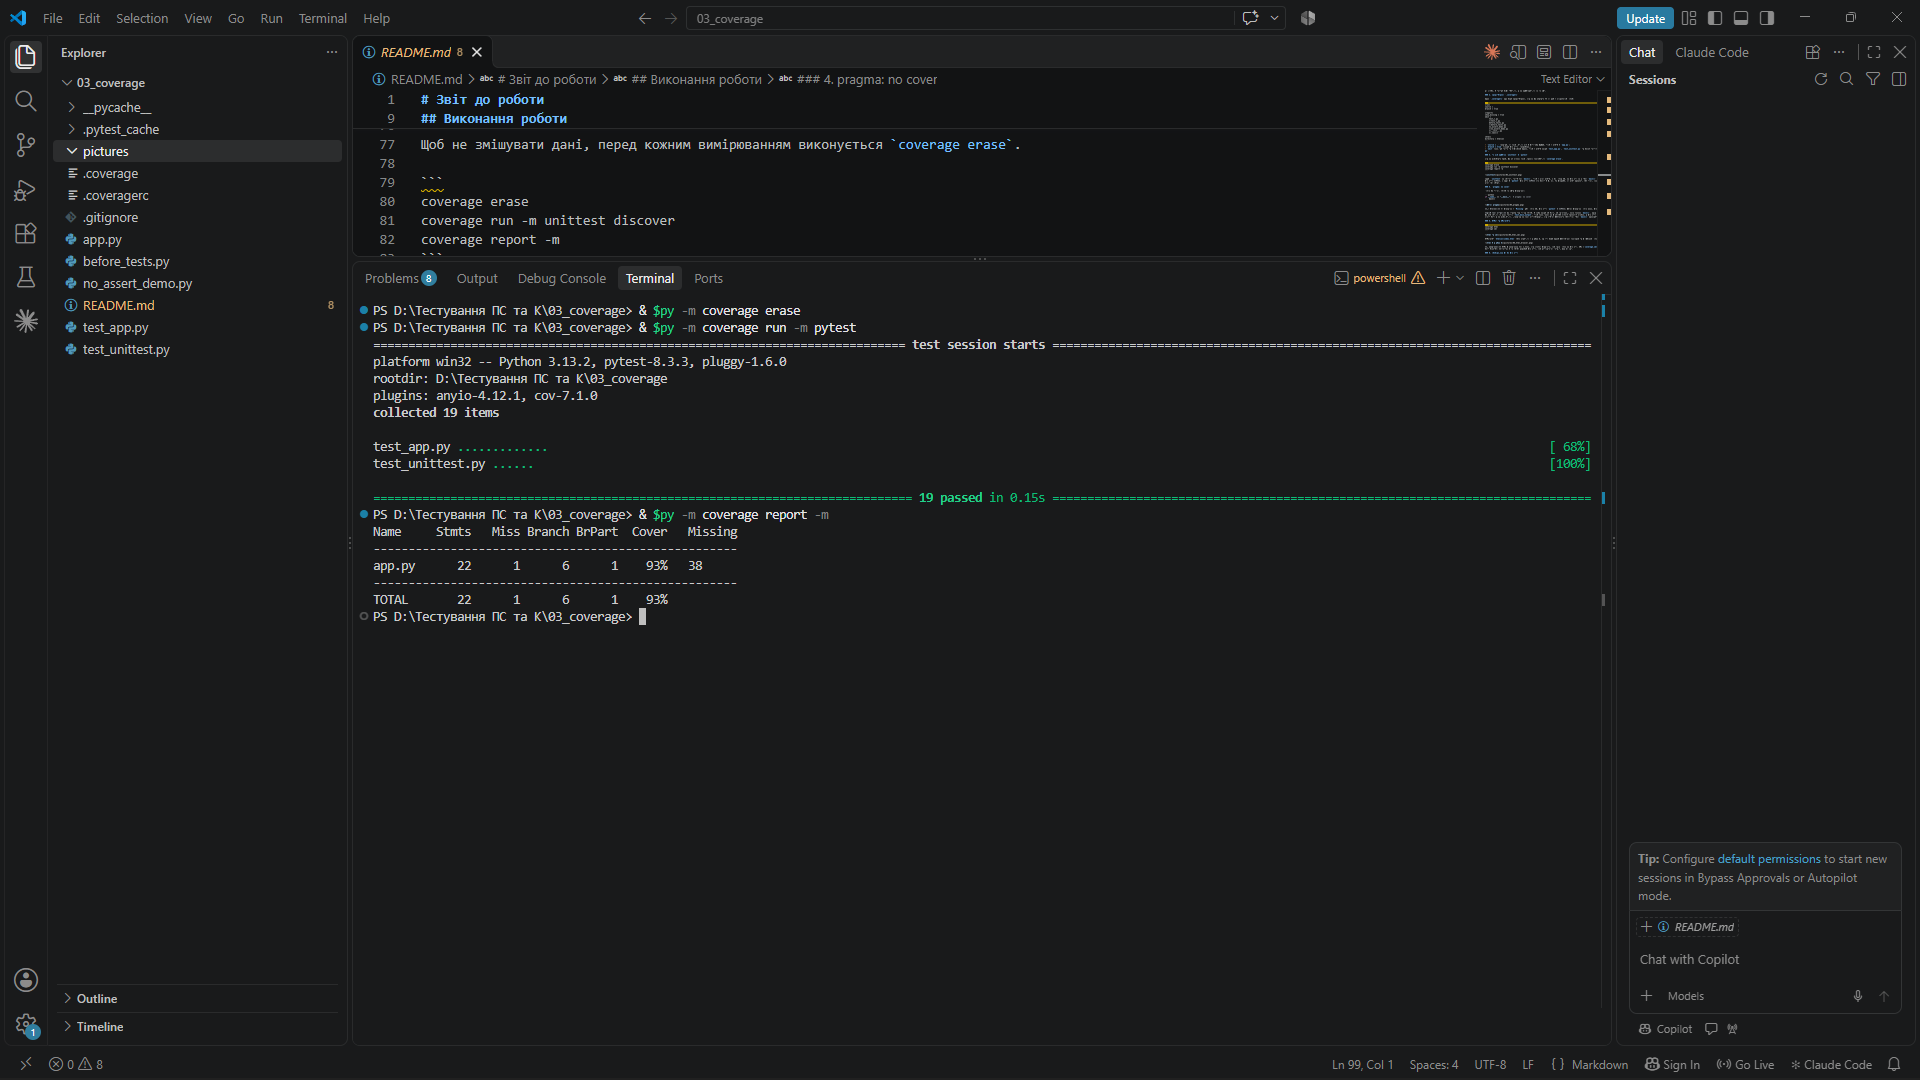 File Edit Selection View Go Run Terminal Help
03_coverage
Update
Explorer
03_coverage
__pycache__
.pytest_cache
pictures
.coverage
.coveragerc
.gitignore
app.py
before_tests.py
no_assert_demo.py
README.md 8
test_app.py
test_unittest.py
Outline
Timeline
README.md 8
README.md > # Звіт до роботи > ## Виконання роботи > ### 4. pragma: no cover
Text Editor
1 # Звіт до роботи
9 ## Виконання роботи
77 Щоб не змішувати дані, перед кожним вимірюванням виконується `coverage erase`.
78
79 ```
80 coverage erase
81 coverage run -m unittest discover
82 coverage report -m
Problems 8 Output Debug Console Terminal Ports
powershell
PS D:\Тестування ПС та К\03_coverage> & $py -m coverage erase
PS D:\Тестування ПС та К\03_coverage> & $py -m coverage run -m pytest
test session starts
platform win32 -- Python 3.13.2, pytest-8.3.3, pluggy-1.6.0
rootdir: D:\Тестування ПС та К\03_coverage
plugins: anyio-4.12.1, cov-7.1.0
collected 19 items
test_app.py ............. [ 68%]
test_unittest.py ...... [100%]
19 passed in 0.15s
PS D:\Тестування ПС та К\03_coverage> & $py -m coverage report -m
Name Stmts Miss Branch BrPart Cover Missing
app.py 22 1 6 1 93% 38
TOTAL 22 1 6 1 93%
PS D:\Тестування ПС та К\03_coverage>
Chat Claude Code
Sessions
Tip: Configure default permissions to start new
sessions in Bypass Approvals or Autopilot
mode.
README.md
Chat with Copilot
Models
Copilot
1
0 8
Ln 99, Col 1 Spaces: 4 UTF-8 LF { } Markdown Sign In Go Live Claude Code